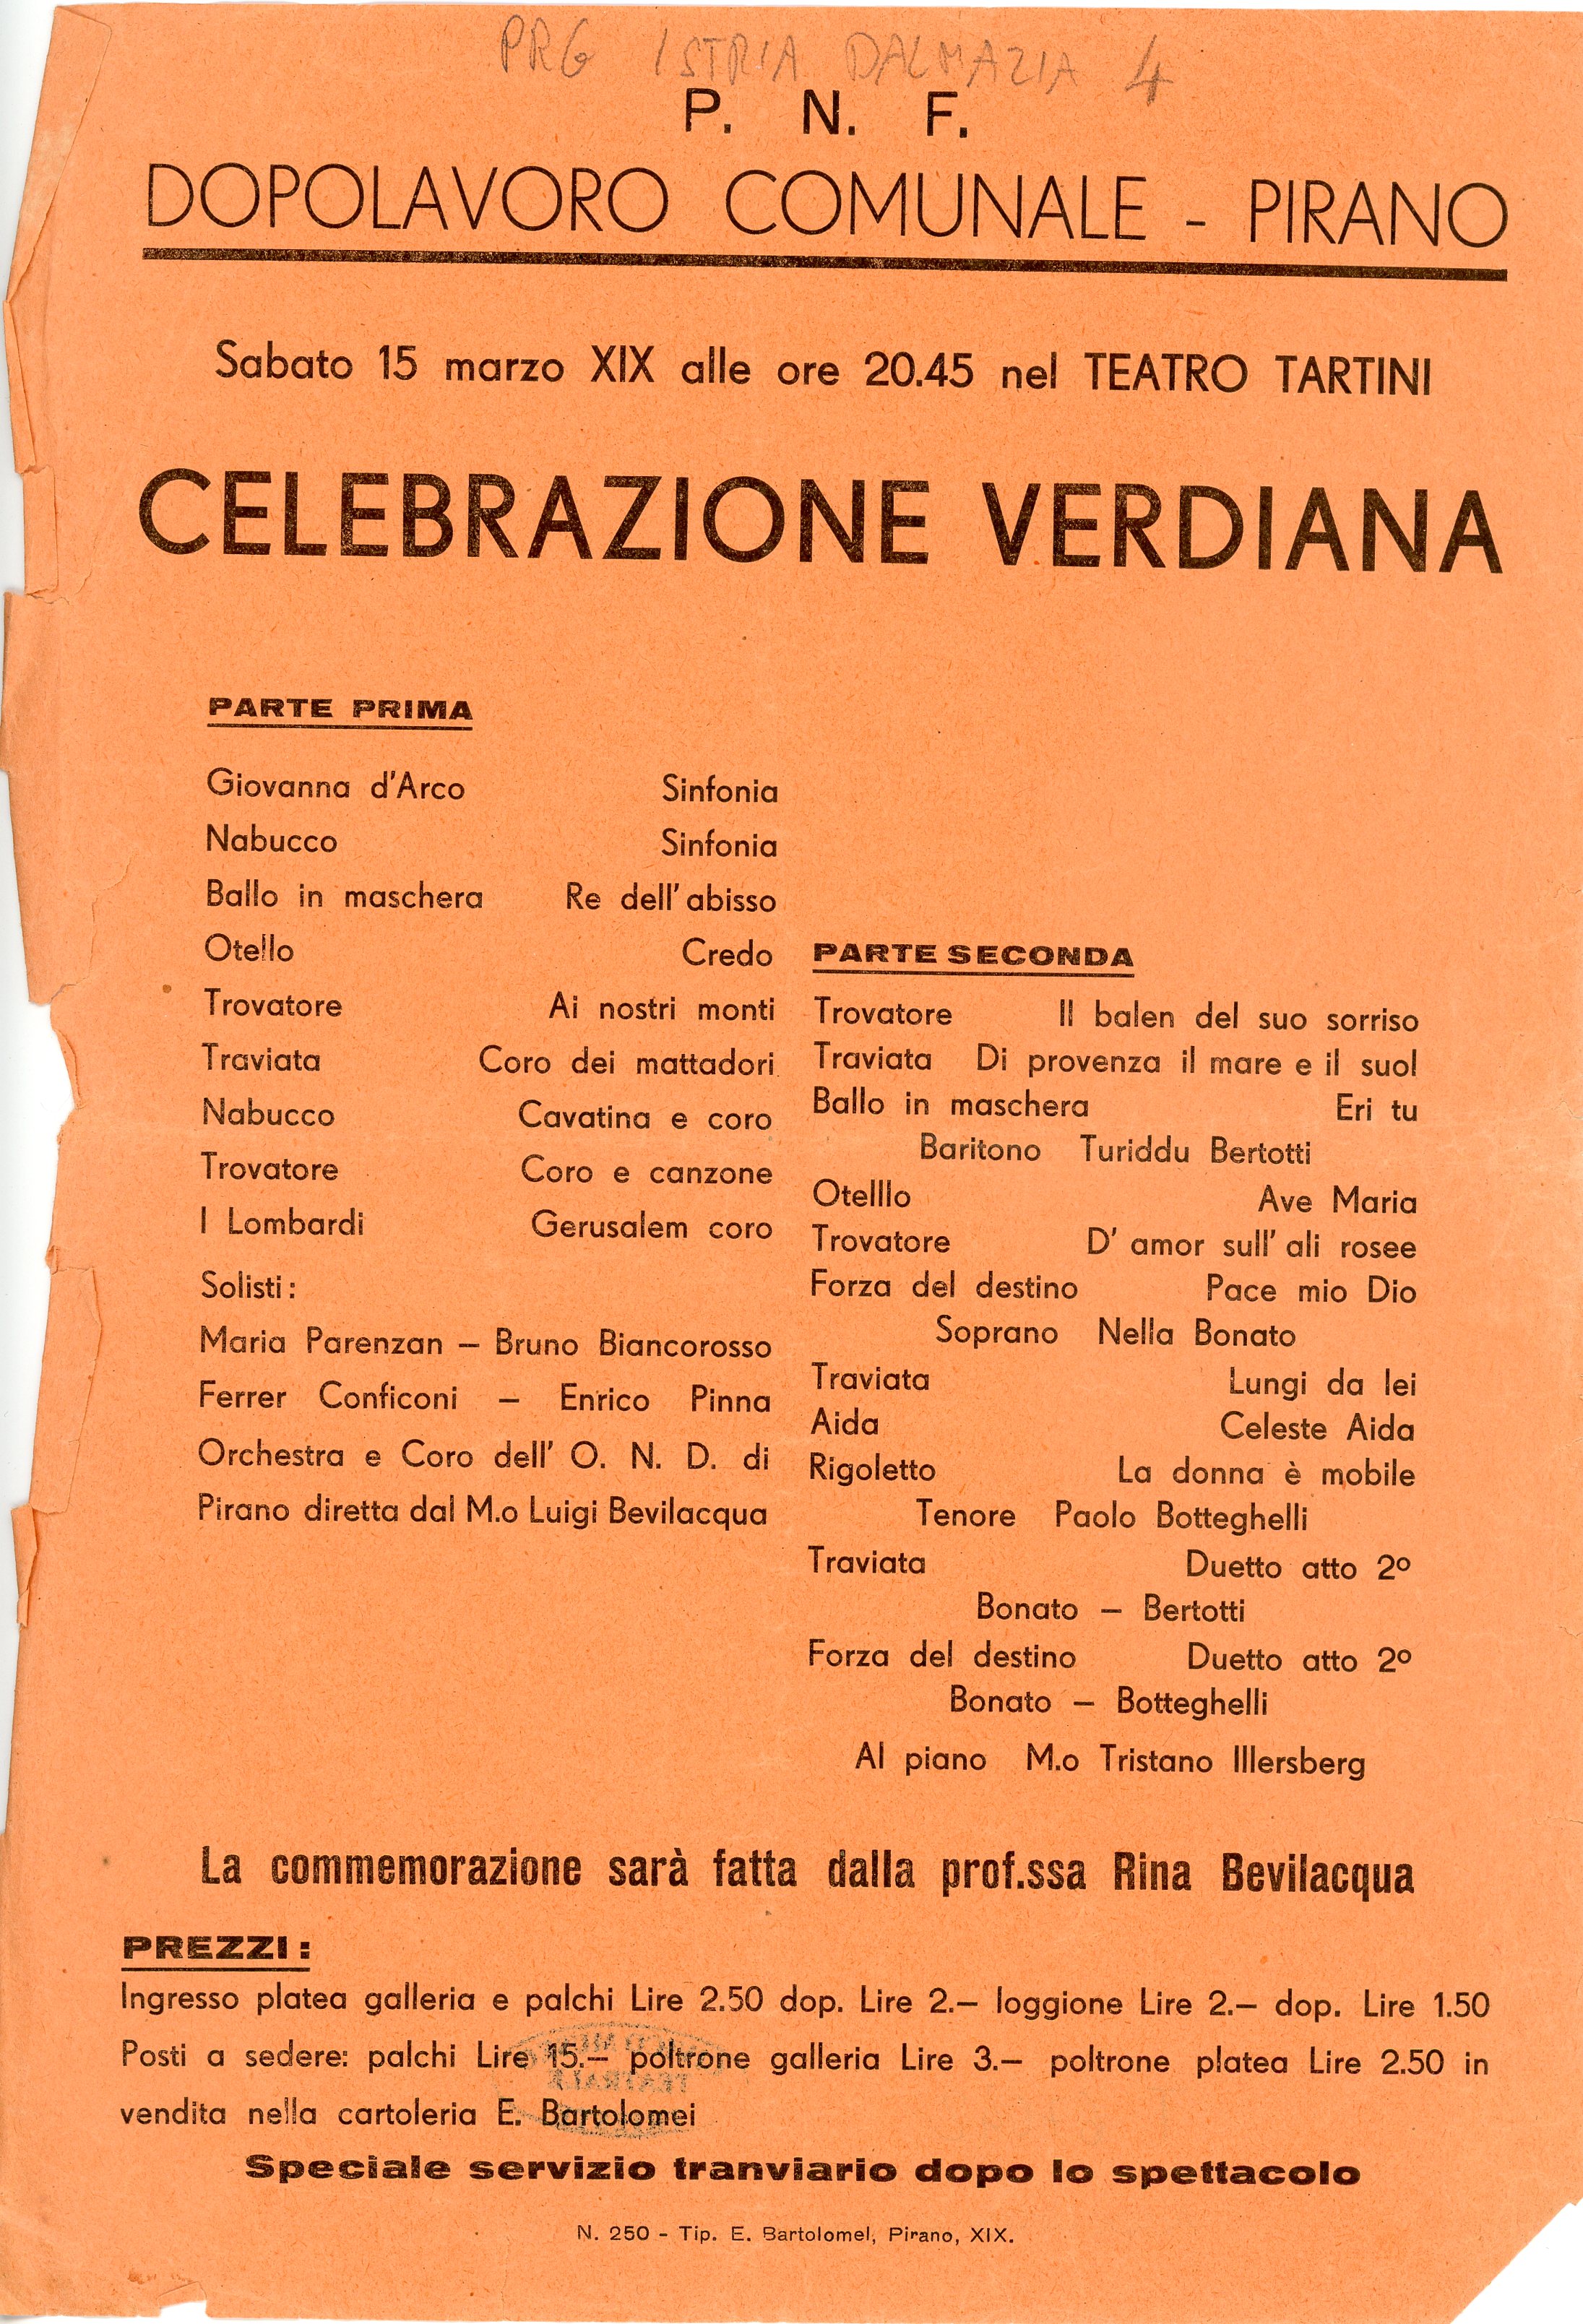 PRG ISTRIA DALMAZIA 4
P. N. F.
DOPOLAVORO COMUNALE - PIRANO
Sabato 15 marzo XIX alle ore 20.45 nel TEATRO TARTINI
CELEBRAZIONE VERDIANA
PARTE PRIMA
Giovanna d'Arco Sinfonia
Nabucco Sinfonia
Ballo in maschera Re dell' abisso
Otello Credo
Trovatore Ai nostri monti
Traviata Coro dei mattadori
Nabucco Cavatina e coro
Trovatore Coro e canzone
I Lombardi Gerusalem coro
Solisti:
Maria Parenzan – Bruno Biancorosso
Ferrer Conficoni – Enrico Pinna
Orchestra e Coro dell' O. N. D. di
Pirano diretta dal M.o Luigi Bevilacqua
PARTE SECONDA
Trovatore Il balen del suo sorriso
Traviata Di provenza il mare e il suol
Ballo in maschera Eri tu
Baritono Turiddu Bertotti
Otelllo Ave Maria
Trovatore D' amor sull' ali rosee
Forza del destino Pace mio Dio
Soprano Nella Bonato
Traviata Lungi da lei
Aida Celeste Aida
Rigoletto La donna è mobile
Tenore Paolo Botteghelli
Traviata Duetto atto 2º
Bonato – Bertotti
Forza del destino Duetto atto 2º
Bonato – Botteghelli
Al piano M.o Tristano Illersberg
La commemorazione sarà fatta dalla prof.ssa Rina Bevilacqua
PREZZI:
Ingresso platea galleria e palchi Lire 2.50 dop. Lire 2.– loggione Lire 2.– dop. Lire 1.50
Posti a sedere: palchi Lire 15.– poltrone galleria Lire 3.– poltrone platea Lire 2.50 in
vendita nella cartoleria E. Bartolomei
Speciale servizio tranviario dopo lo spettacolo
N. 250 - Tip. E. Bartolomel, Pirano, XIX.